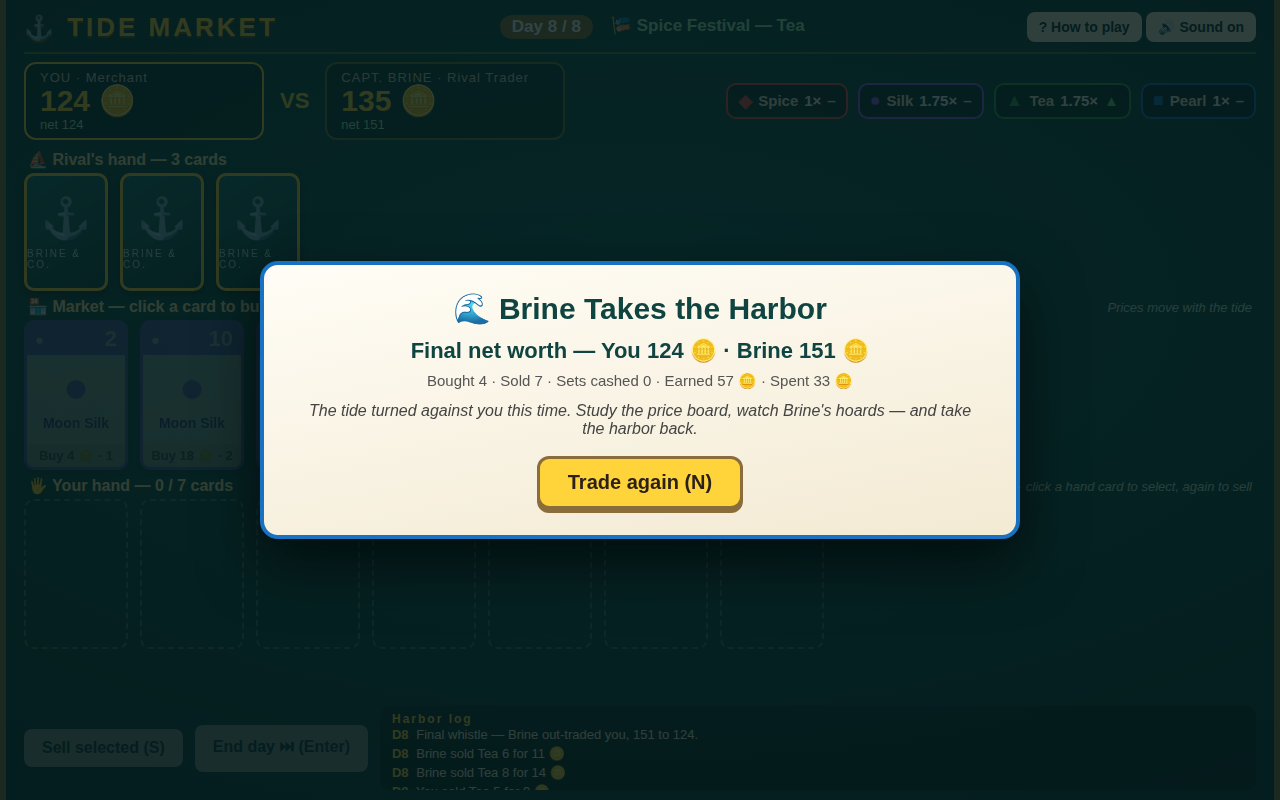 ⚓ TIDE MARKET
Day 8 / 8
Spice Festival — Tea
? How to play
🔊 Sound on
YOU · Merchant
124
net 124
VS
CAPT. BRINE · Rival Trader
135
net 151
Spice 1× –
Silk 1.75× –
Tea 1.75× ▲
Pearl 1× –
Rival's hand — 3 cards
BRINE & CO.
BRINE & CO.
BRINE & CO.
Market — click a card to bu
Prices move with the tide
2
Moon Silk
Buy 4 🪙 · 1
10
Moon Silk
Buy 18 🪙 · 2
🌊 Brine Takes the Harbor
Final net worth — You 124 🪙 · Brine 151 🪙
Bought 4 · Sold 7 · Sets cashed 0 · Earned 57 🪙 · Spent 33 🪙
The tide turned against you this time. Study the price board, watch Brine's hoards — and take
the harbor back.
Trade again (N)
Your hand — 0 / 7 cards
click a hand card to select, again to sell
Sell selected (S)
End day ⏭ (Enter)
Harbor log
D8 Final whistle — Brine out-traded you, 151 to 124.
D8 Brine sold Tea 6 for 11 🪙
D8 Brine sold Tea 8 for 14 🪙